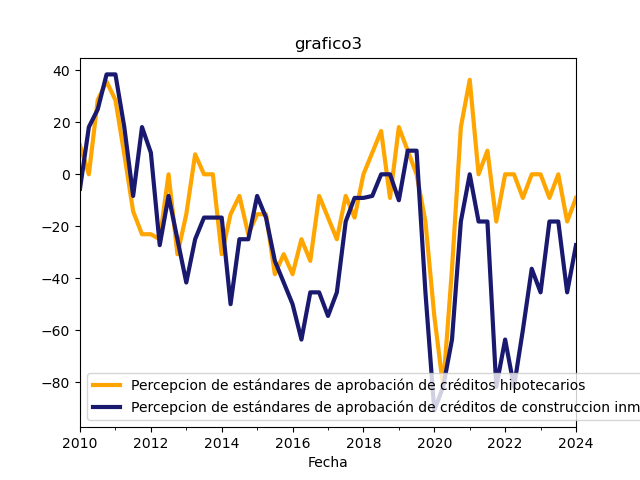 grafico3
40
20
0
−20
−40
−60
−80
Percepcion de estándares de aprobación de créditos hipotecarios
Percepcion de estándares de aprobación de créditos de construccion inm
2010 2012 2014 2016 2018 2020 2022 2024
Fecha